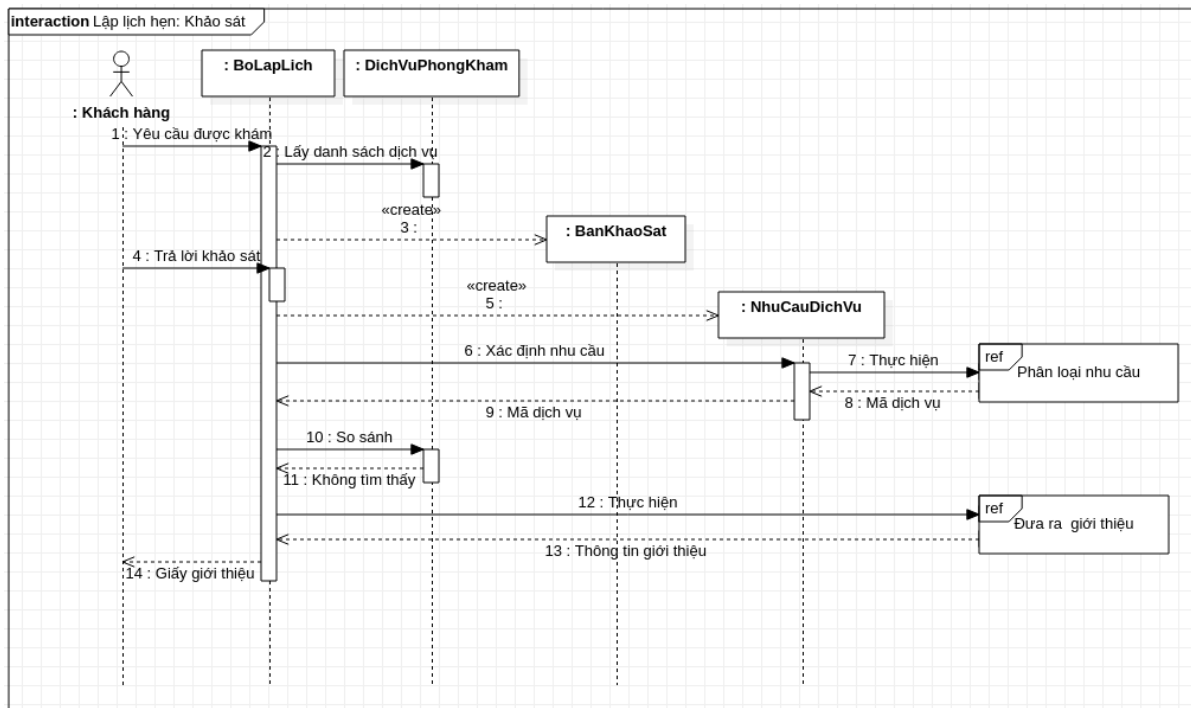 interaction Lập lịch hẹn: Khảo sát
: BoLapLich
: DichVuPhongKham
: Khách hàng
1 : Yêu cầu được khám
2 : Lấy danh sách dịch vụ
«create»
3 :
: BanKhaoSat
4 : Trả lời khảo sát
«create»
5 :
: NhuCauDichVu
6 : Xác định nhu cầu
7 : Thực hiện
ref
Phân loại nhu cầu
8 : Mã dịch vụ
9 : Mã dịch vụ
10 : So sánh
11 : Không tìm thấy
12 : Thực hiện
ref
Đưa ra giới thiệu
13 : Thông tin giới thiệu
14 : Giấy giới thiệu